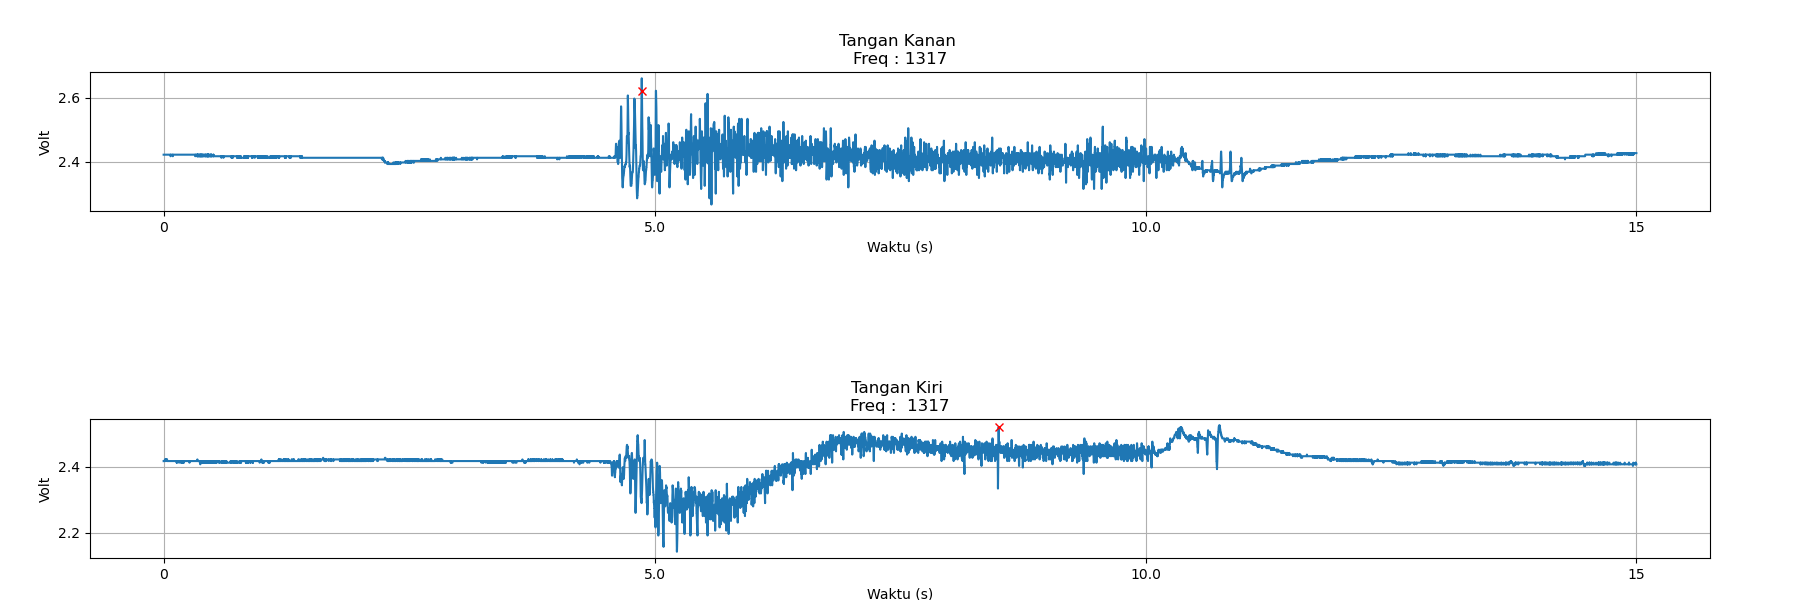 Tangan Kanan
Freq : 1317
2.6
2.4
Volt
0 5.0 10.0 15
Waktu (s)
Tangan Kiri
Freq :  1317
2.4
2.2
Volt
0 5.0 10.0 15
Waktu (s)